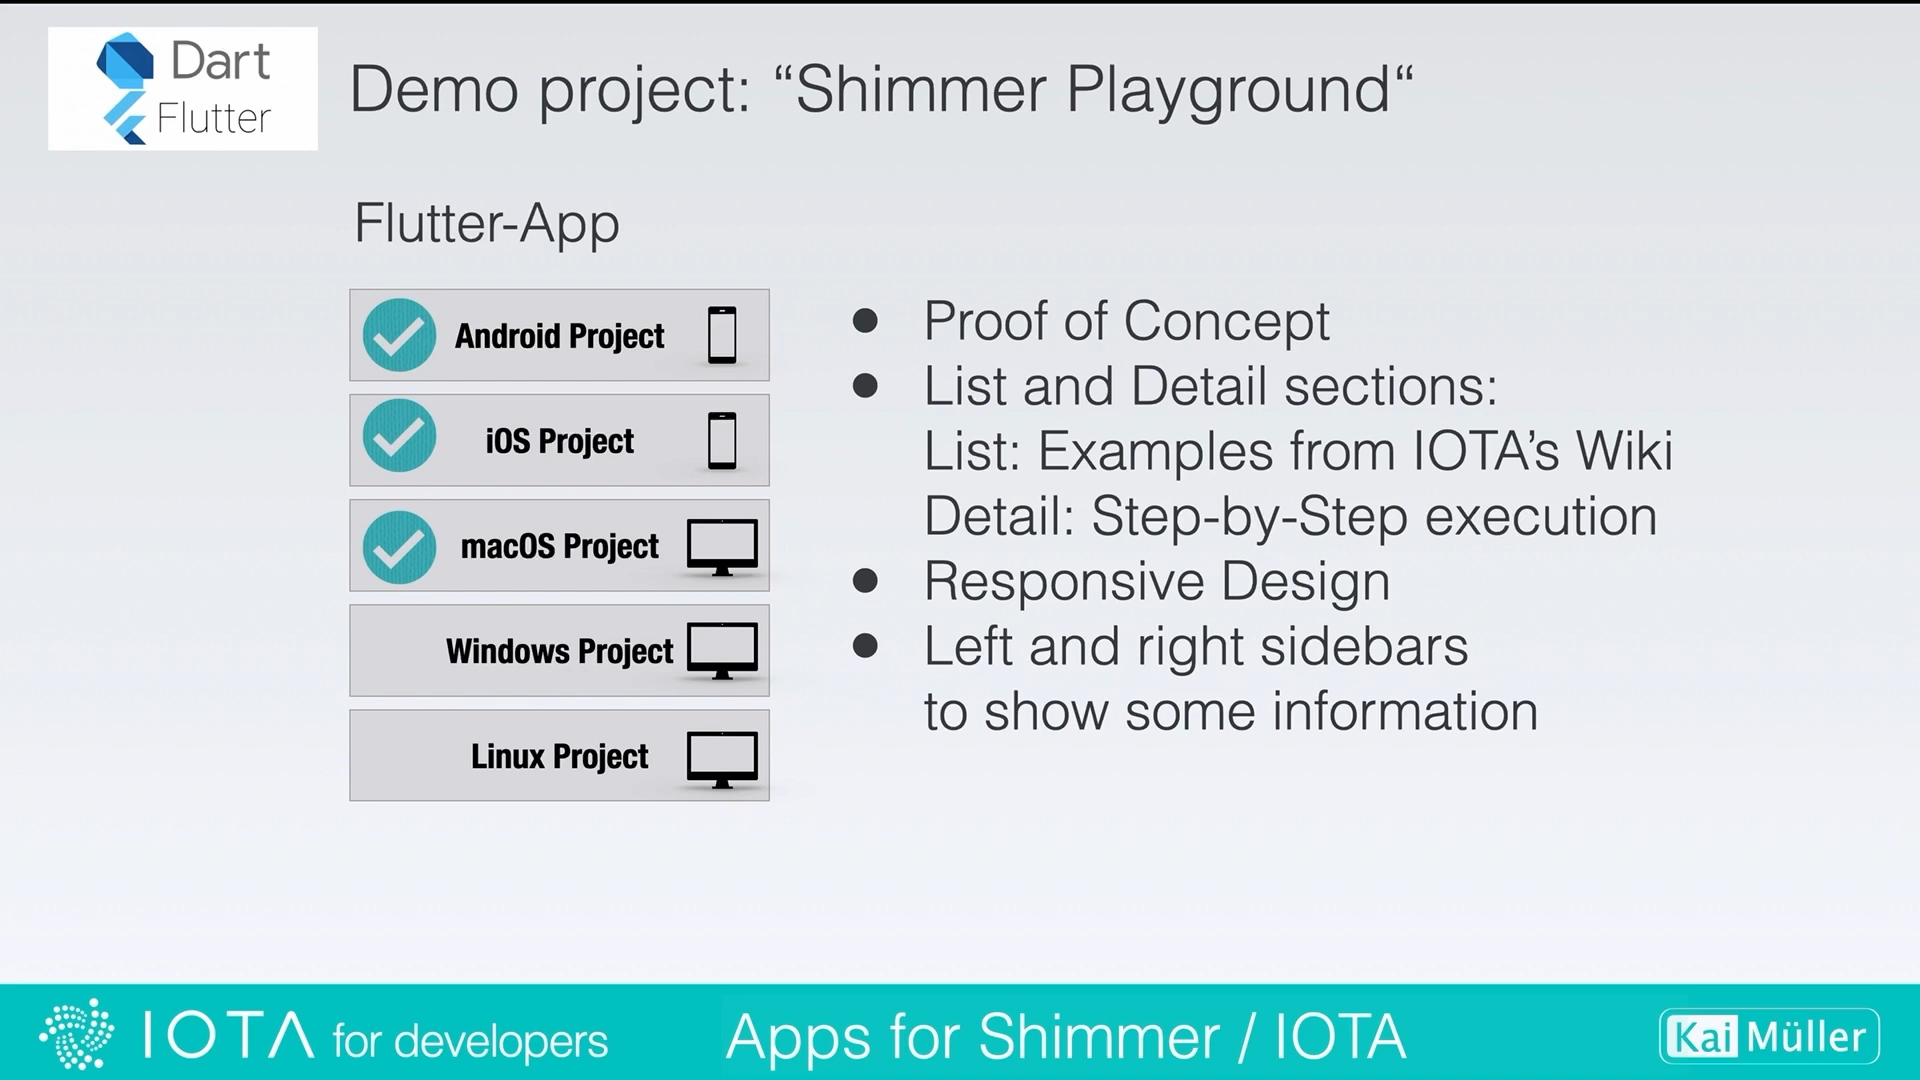 Dart
Flutter
Demo project: “Shimmer Playground“
Flutter-App
Android Project
iOS Project
macOS Project
Windows Project
Linux Project
• Proof of Concept
• List and Detail sections:
List: Examples from IOTA’s Wiki
Detail: Step-by-Step execution
• Responsive Design
• Left and right sidebars
to show some information
IOTA for developers
Apps for Shimmer / IOTA
Kai Müller